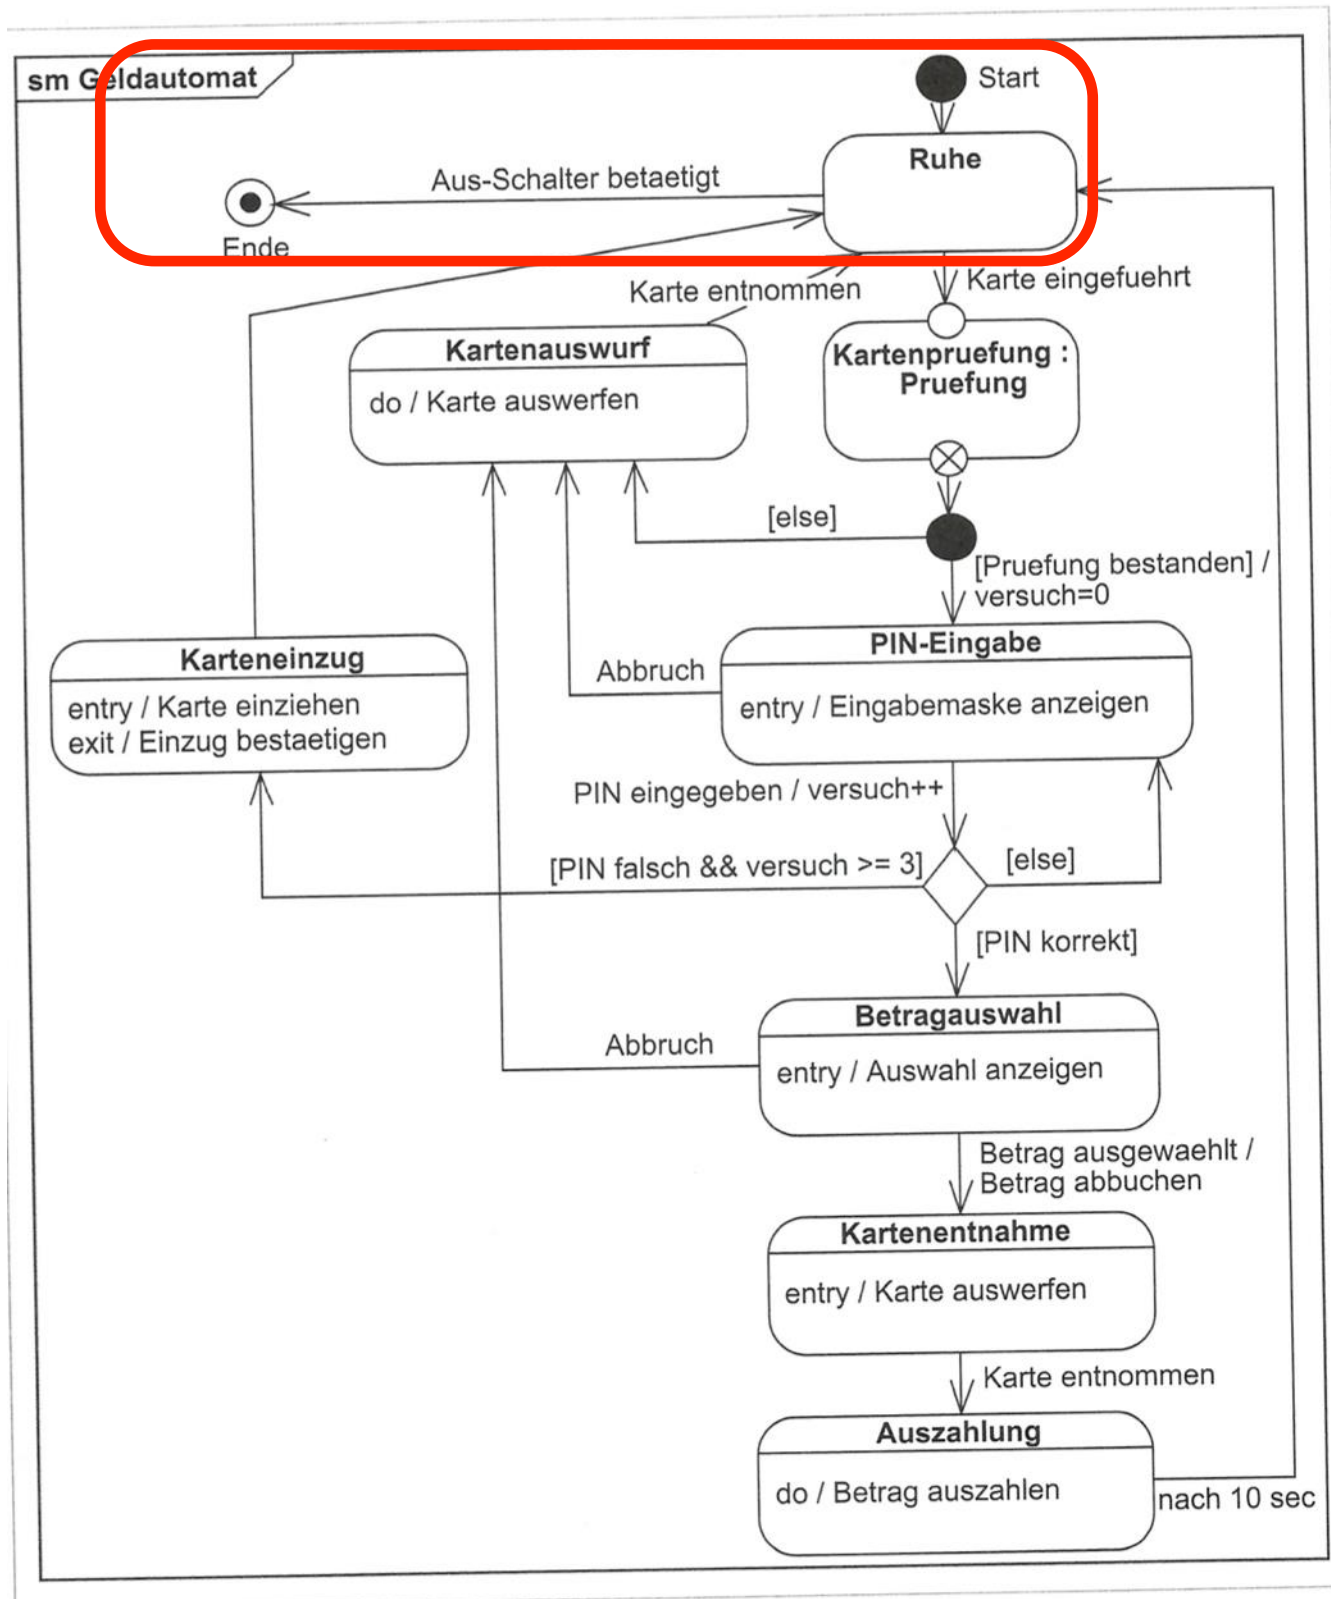 sm Geldautomat
Start
Ruhe
Aus-Schalter betaetigt
Ende
Karte entnommen
Karte eingefuehrt
Kartenauswurf
do / Karte auswerfen
Kartenpruefung :
Pruefung
[else]
[Pruefung bestanden] /
versuch=0
PIN-Eingabe
entry / Eingabemaske anzeigen
Abbruch
Karteneinzug
entry / Karte einziehen
exit / Einzug bestaetigen
PIN eingegeben / versuch++
[PIN falsch && versuch >= 3]
[else]
[PIN korrekt]
Betragauswahl
entry / Auswahl anzeigen
Abbruch
Betrag ausgewaehlt /
Betrag abbuchen
Kartenentnahme
entry / Karte auswerfen
Karte entnommen
Auszahlung
do / Betrag auszahlen
nach 10 sec